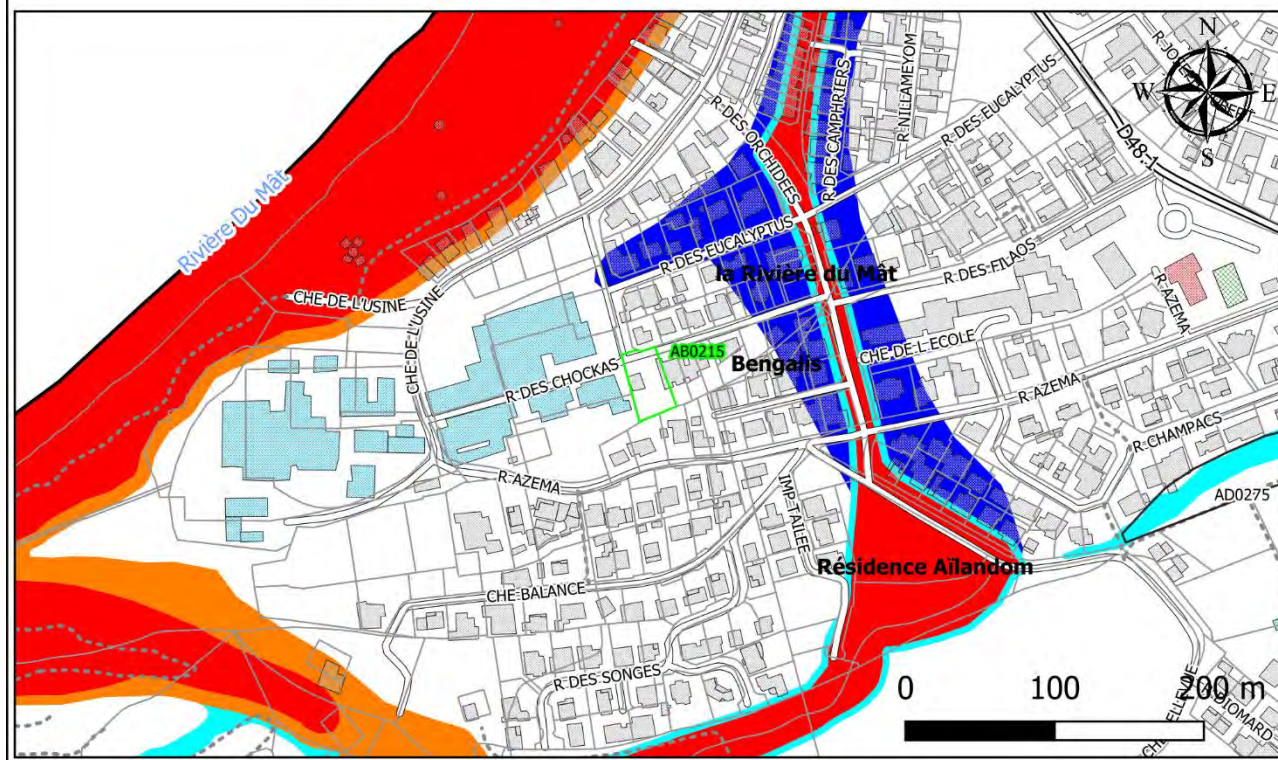 N
W
E
S
D48-1
R DES EUCALYPTUS
R NILLAMEYOM
R DES CAMPHRIERS
R DES ORCHIDEES
Rivière Du Mât
R DES EUCALYPTUS
la Rivière du Mât
R DES FILAOS
R AZEMA
CHE DE L'USINE
CHE DE L'USINE
AB0215
Bengalis
CHE DE L ECOLE
R DES CHOCKAS
R AZEMA
R CHAMPACS
R AZEMA
IMP TAILEE
AD0275
Résidence Aïlandom
CHE BALANCE
R DES SONGES
0 100 200 m